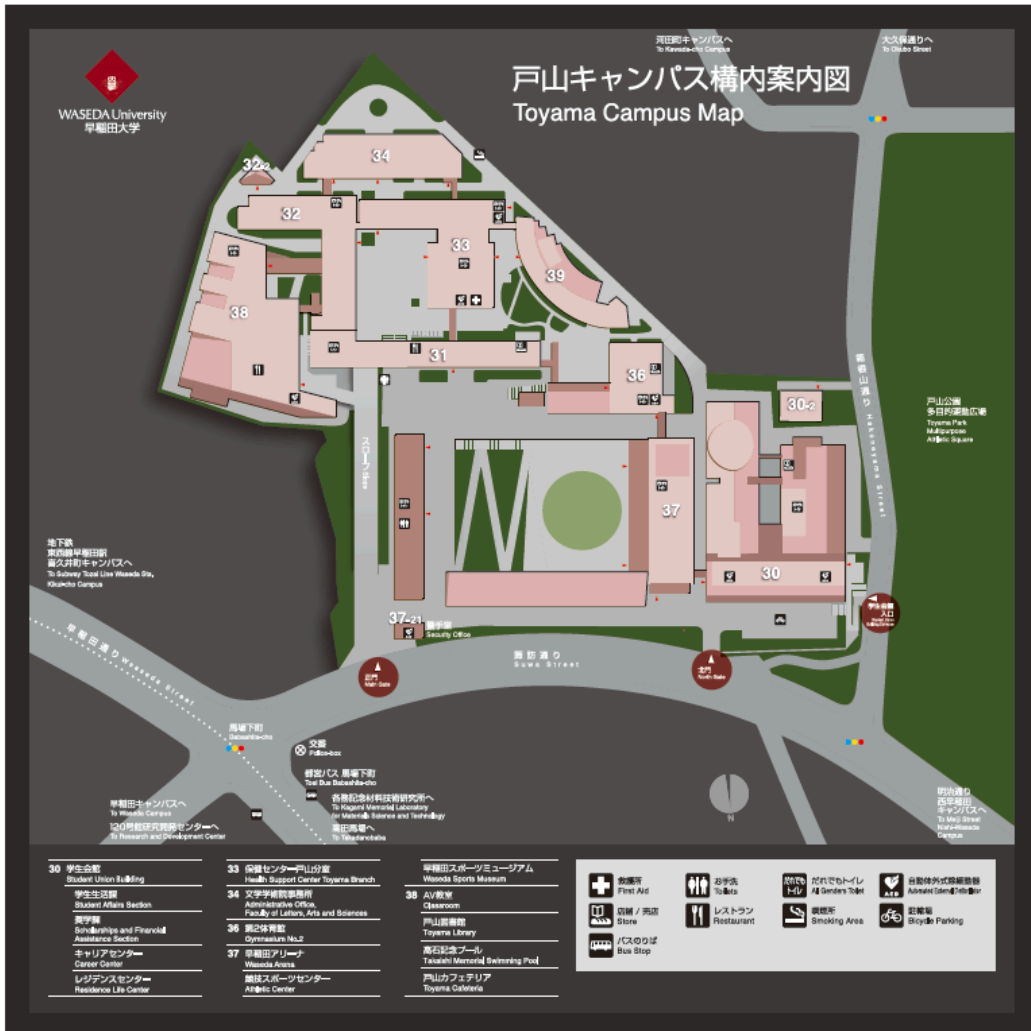 WASEDA University
早稲田大学
河田町キャンパスへ
To Kawada-cho Campus
大久保通りへ
To Okubo Street
戸山キャンパス構内案内図
Toyama Campus Map
34
32-2
32
33
39
38
31
36
30-2
箱根山通り Hakoneyama Street
戸山公園
多目的運動広場
Toyama Park
Multipurpose
Athletic Square
スロープ Slope
37
30
地下鉄
東西線早稲田駅
喜久井町キャンパスへ
To Subway Tozai Line Waseda Sta,
Kikui-cho Campus
37-21
Security Office
学生会館
入口
早稲田通り Waseda Street
諏訪通り
Suwa Street
正門
Main Gate
北門
North Gate
馬場下町
Babashita-cho
交番
Police-box
都営バス 馬場下町
Toei Bus Babashita-cho
早稲田キャンパスへ
To Waseda Campus
120号館研究開発センターへ
To Research and Development Center
各務記念材料技術研究所へ
To Kagami Memorial Laboratory
for Materials Science and Technology
高田馬場へ
To Takadanobaba
N
明治通り
西早稲田
キャンパスへ
To Meiji Street
Nishi-Waseda
Campus
30 学生会館
Student Union Building
学生生活課
Student Affairs Section
奨学課
Scholarships and Financial
Assistance Section
キャリアセンター
Career Center
レジデンスセンター
Residence Life Center
33 保健センター戸山分室
Health Support Center Toyama Branch
34 文学学術院事務所
Administrative Office,
Faculty of Letters, Arts and Sciences
36 第2体育館
Gymnasium No.2
37 早稲田アリーナ
Waseda Arena
競技スポーツセンター
Athletic Center
早稲田スポーツミュージアム
Waseda Sports Museum
38 AV教室
Classroom
戸山図書館
Toyama Library
高石記念プール
Takaishi Memorial Swimming Pool
戸山カフェテリア
Toyama Cafeteria
救護所
First Aid
お手洗
Toilets
だれでも
トイレ
だれでもトイレ
All Genders Toilet
AED
自動体外式除細動器
Automated External Defibrillator
店舗 / 売店
Store
レストラン
Restaurant
喫煙所
Smoking Area
駐輪場
Bicycle Parking
バスのりば
Bus Stop